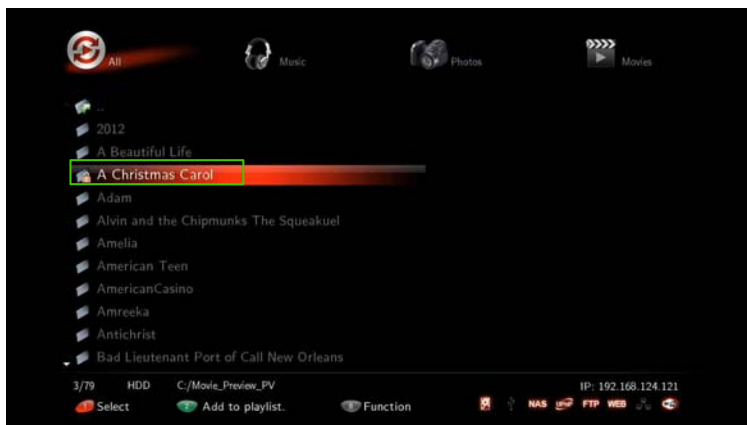 All Music Photos Movies
..
2012
A Beautiful Life
A Christmas Carol
Adam
Alvin and the Chipmunks The Squeakuel
Amelia
American Teen
AmericanCasino
Amreeka
Antichrist
Bad Lieutenant Port of Call New Orleans
3/79 HDD C:/Movie_Preview_PV IP: 192.168.124.121
Select Add to playlist. Function NAS UPnP FTP WEB